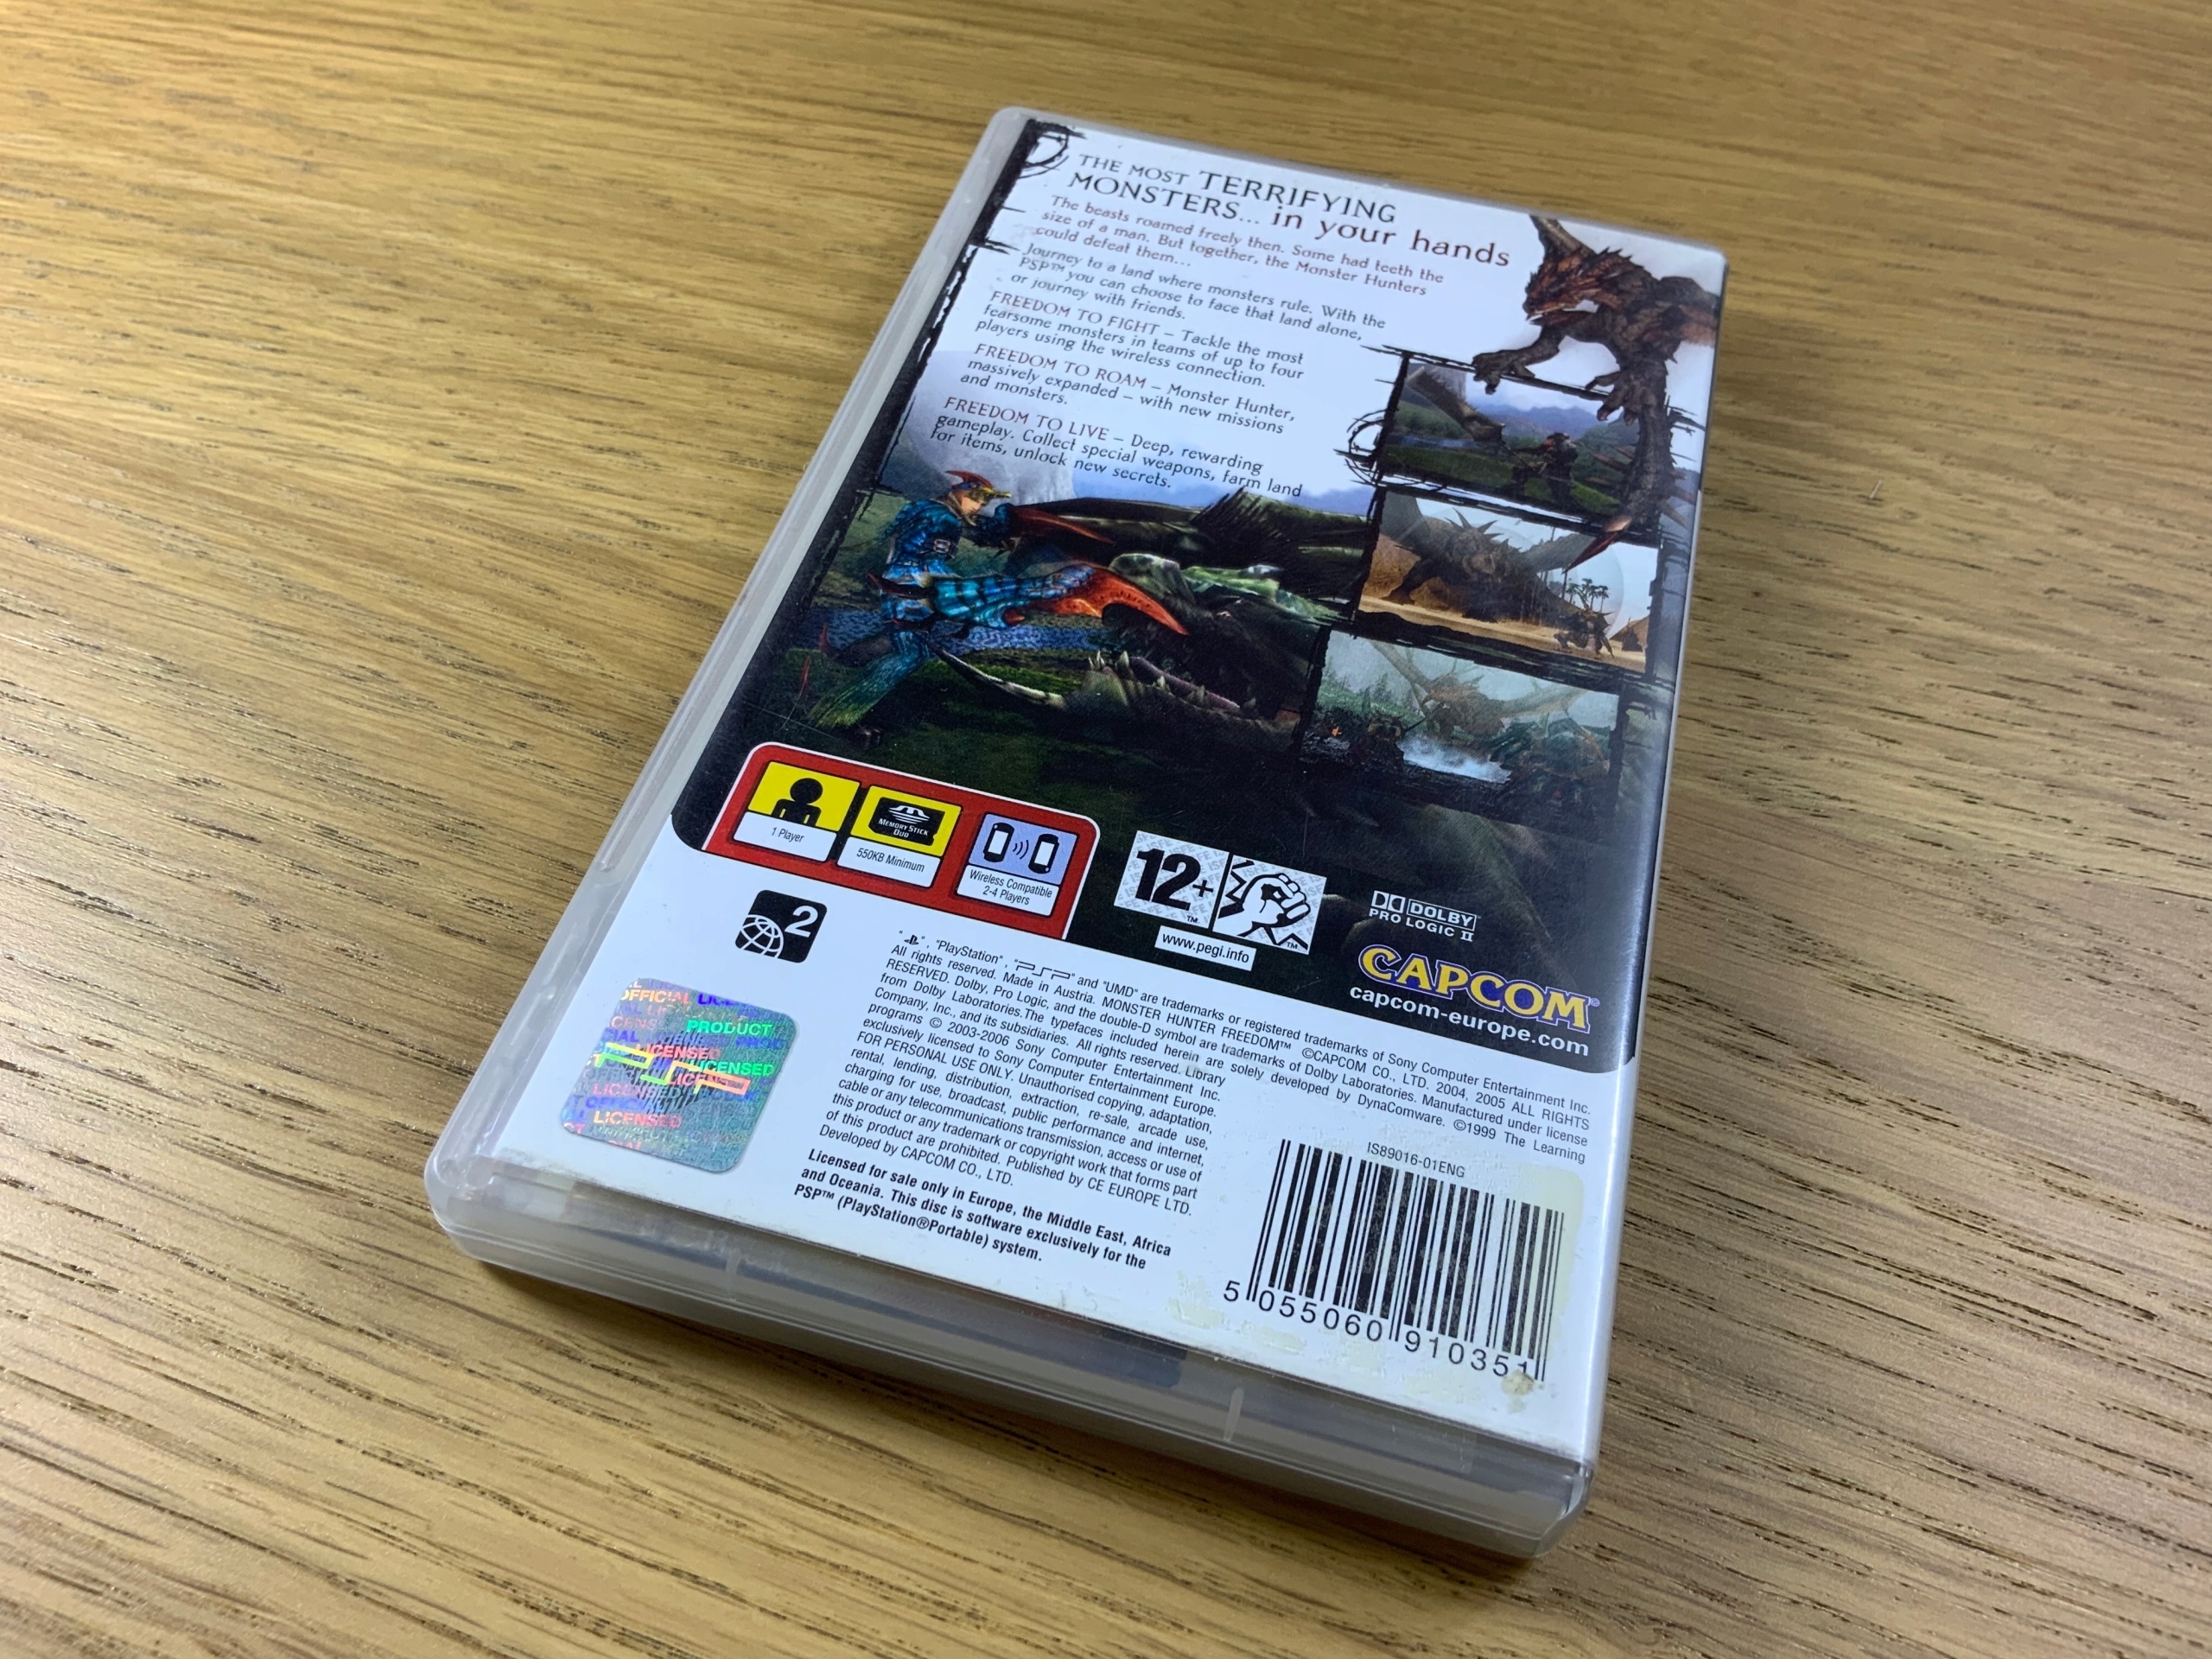 THE MOST TERRIFYING
MONSTERS... in your hands
The beasts roamed freely then. Some had teeth the
size of a man. But together, the Monster Hunters
could defeat them...
Journey to a land where monsters rule. With the
PSP™ you can choose to face that land alone,
or journey with friends.
FREEDOM TO FIGHT – Tackle the most
fearsome monsters in teams of up to four
players using the wireless connection.
FREEDOM TO ROAM – Monster Hunter,
massively expanded – with new missions
and monsters.
FREEDOM TO LIVE – Deep, rewarding
gameplay. Collect special weapons, farm land
for items, unlock new secrets.
1 Player
MEMORY STICK
DUO
550KB Minimum
Wireless Compatible
2-4 Players
12+
TM
TM
www.pegi.info
DOLBY
PRO LOGIC II
CAPCOM®
capcom-europe.com
2
OFFICIAL
PRODUCT
LICENSED
LICENSED
LICENSED
LICENSED
" ", "PlayStation", "PSP" and "UMD" are trademarks or registered trademarks of Sony Computer Entertainment Inc.
All rights reserved. Made in Austria. MONSTER HUNTER FREEDOM™ ©CAPCOM CO., LTD. 2004, 2005 ALL RIGHTS
RESERVED. Dolby, Pro Logic, and the double-D symbol are trademarks of Dolby Laboratories. Manufactured under license
from Dolby Laboratories.The typefaces included herein are solely developed by DynaComware. ©1999 The Learning
Company, Inc., and its subsidiaries. All rights reserved. Library
programs © 2003-2006 Sony Computer Entertainment Inc.
exclusively licensed to Sony Computer Entertainment Europe.
FOR PERSONAL USE ONLY. Unauthorised copying, adaptation,
rental, lending, distribution, extraction, re-sale, arcade use,
charging for use, broadcast, public performance and internet,
cable or any telecommunications transmission, access or use of
this product or any trademark or copyright work that forms part
of this product are prohibited. Published by CE EUROPE LTD.
Developed by CAPCOM CO., LTD.
Licensed for sale only in Europe, the Middle East, Africa
and Oceania. This disc is software exclusively for the
PSP™ (PlayStation®Portable) system.
IS89016-01ENG
5 055060 910351